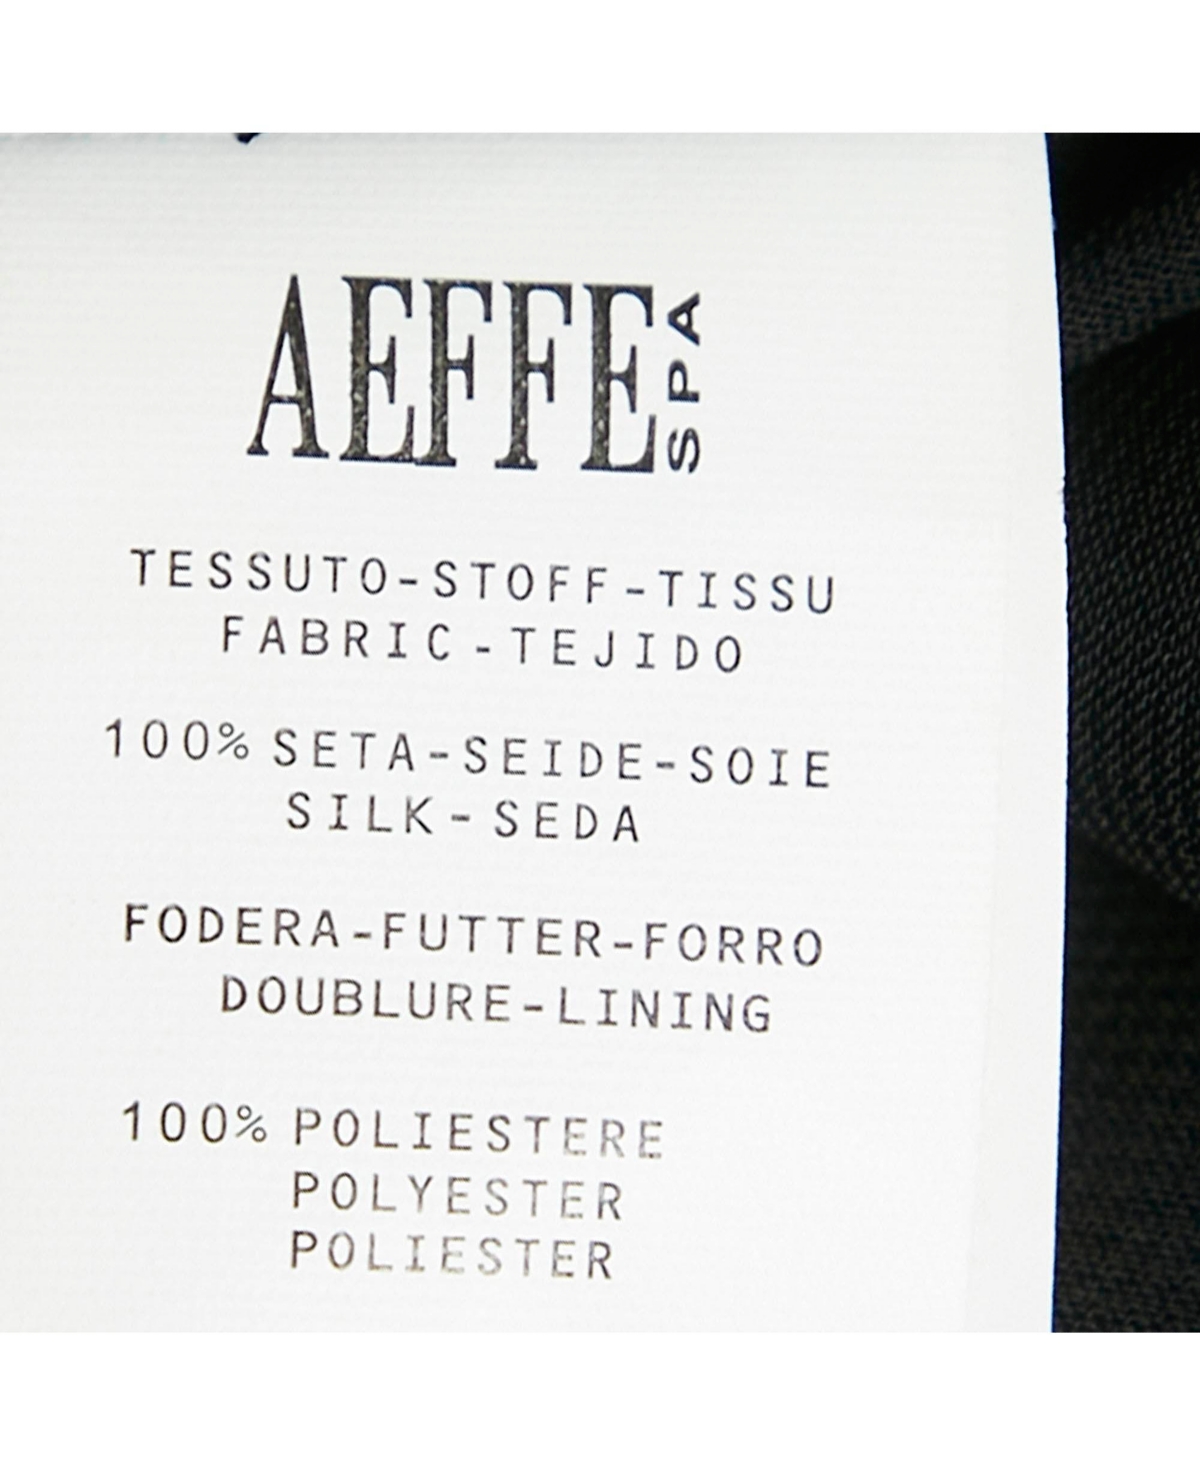 AEFFE SPA
TESSUTO-STOFF-TISSU
FABRIC-TEJIDO
100% SETA-SEIDE-SOIE
SILK-SEDA
FODERA-FUTTER-FORRO
DOUBLURE-LINING
100% POLIESTERE
POLYESTER
POLIESTER